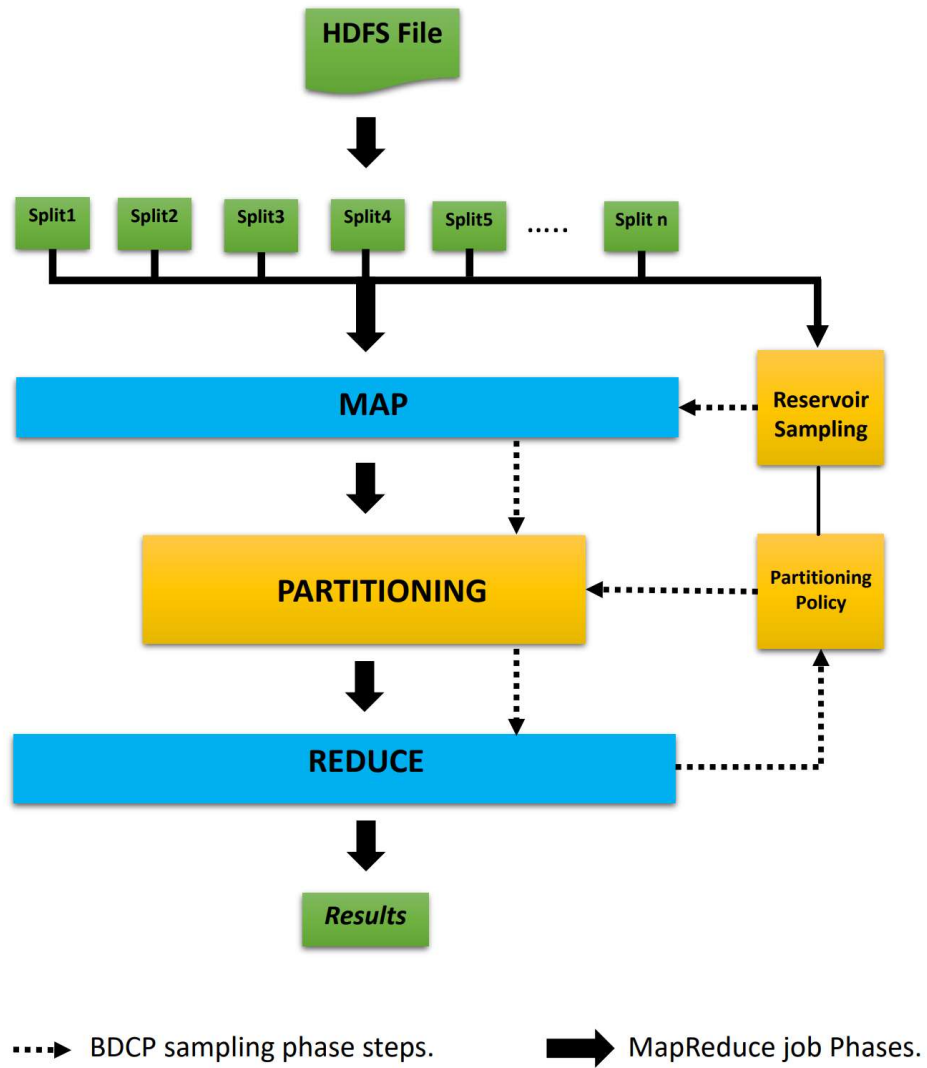 HDFS File
Split1
Split2
Split3
Split4
Split5
.....
Split n
MAP
Reservoir
Sampling
PARTITIONING
Partitioning
Policy
REDUCE
Results
BDCP sampling phase steps.
MapReduce job Phases.